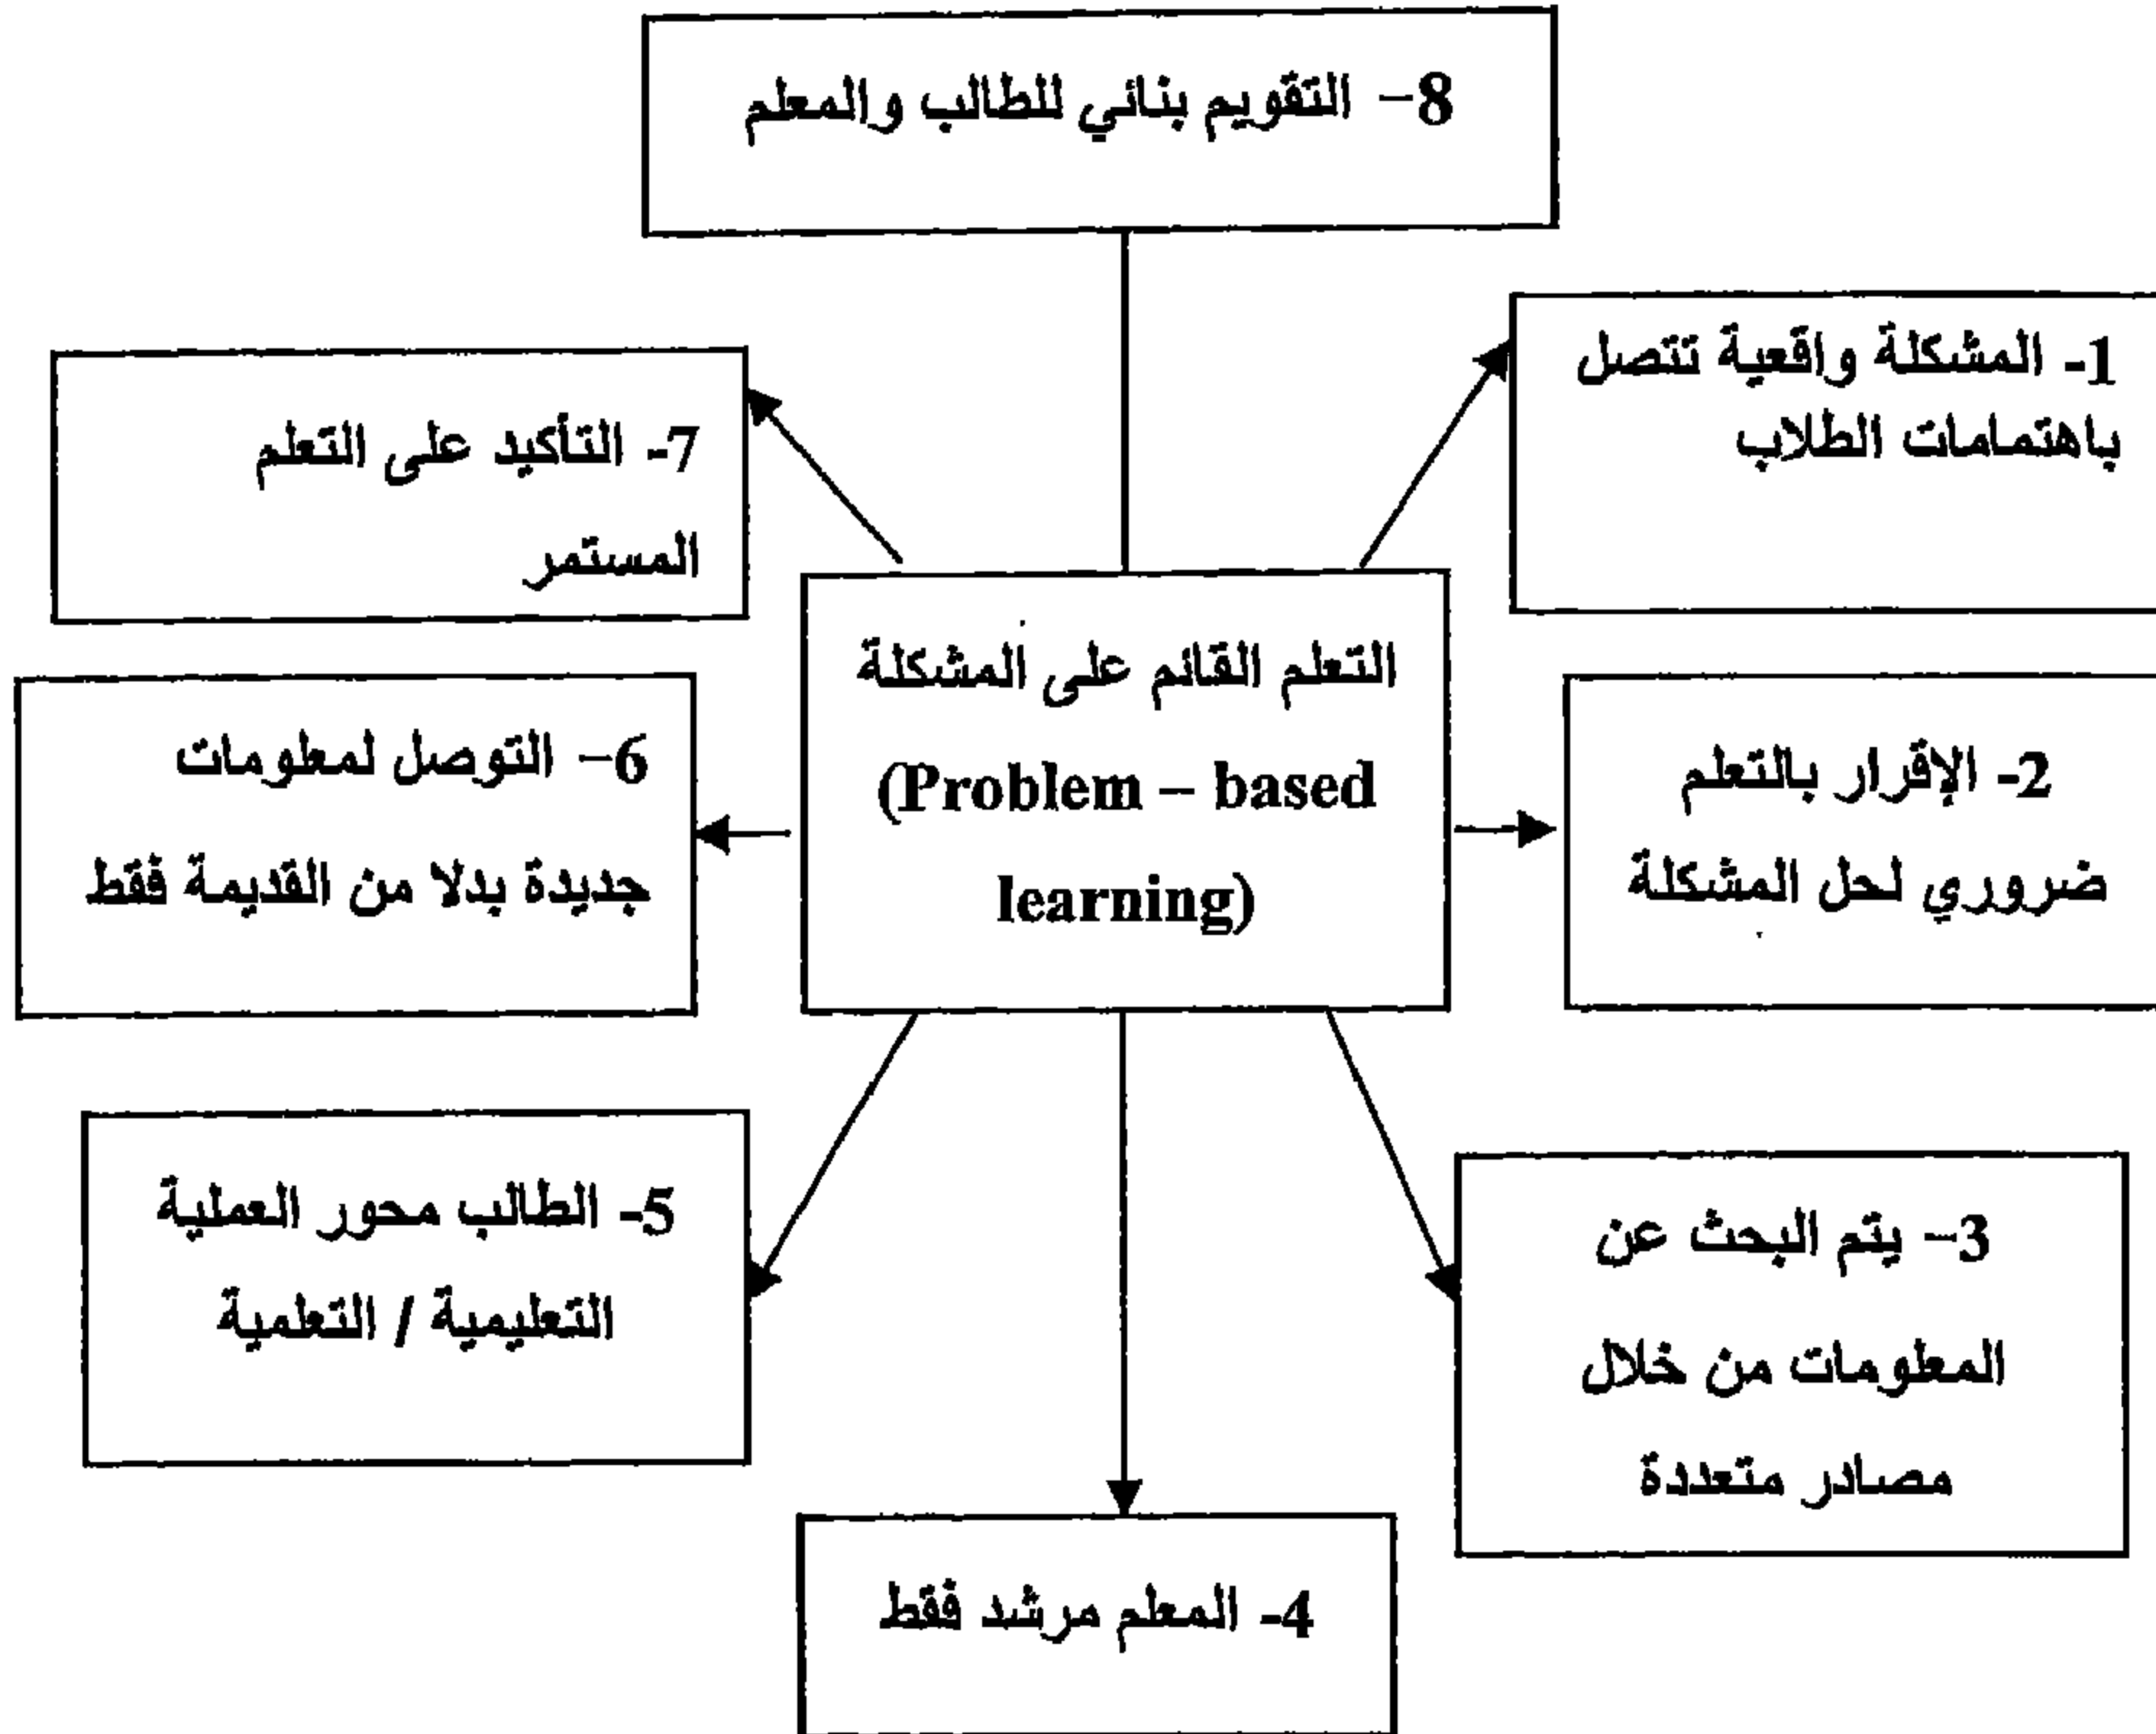 8– التقويم بنائي للطالب والمعلم
1- المشكلة واقعية تتصل
باهتمامات الطلاب
7- التأكيد على التعلم
المستمر
التعلم القائم على المشكلة
(Problem – based
learning)
2- الإقرار بالتعلم
ضروري لحل المشكلة
6– التوصل لمعلومات
جديدة بدلا من القديمة فقط
3– يتم البحث عن
المعلومات من خلال
مصادر متعددة
5- الطالب محور العملية
التعليمية / التعلمية
4- المعلم مرشد فقط